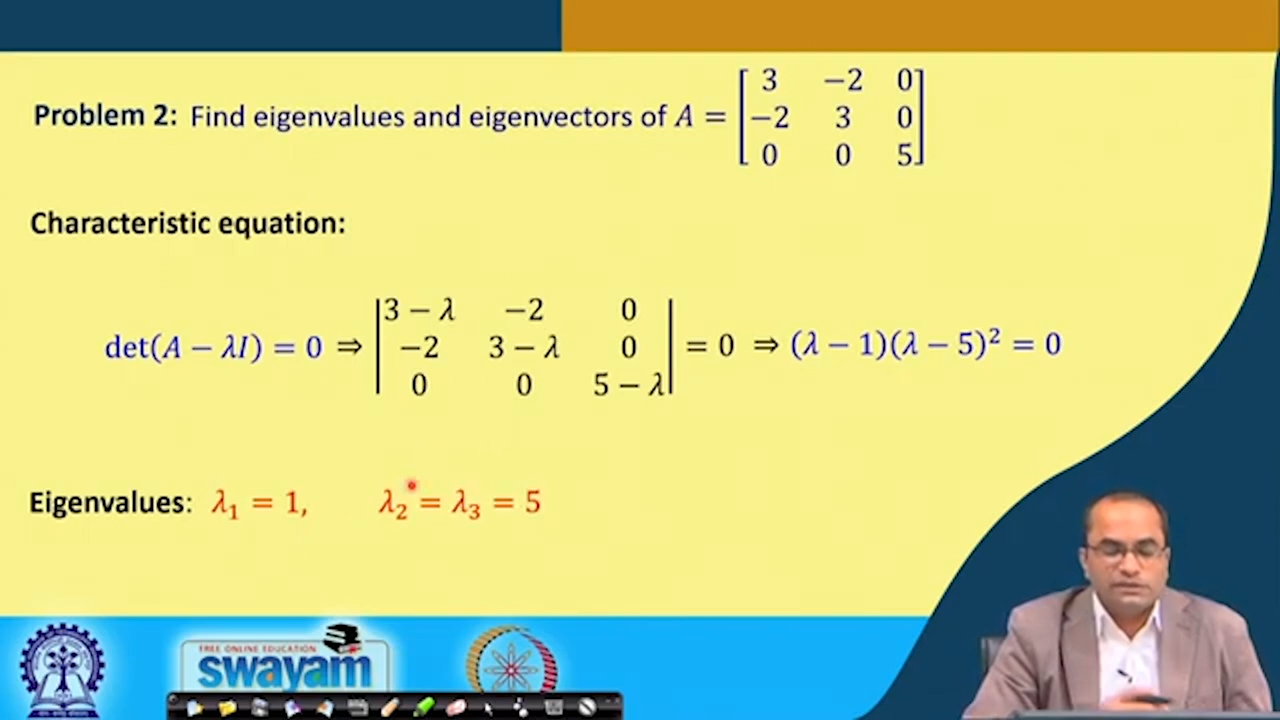 Problem 2: Find eigenvalues and eigenvectors of A = [3 −2 0
−2 3 0
0 0 5]
Characteristic equation:
det(A − λI) = 0 ⇒ |3 − λ −2 0
−2 3 − λ 0
0 0 5 − λ| = 0 ⇒ (λ − 1)(λ − 5)² = 0
Eigenvalues: λ₁ = 1, λ₂ = λ₃ = 5
FREE ONLINE EDUCATION
swayam